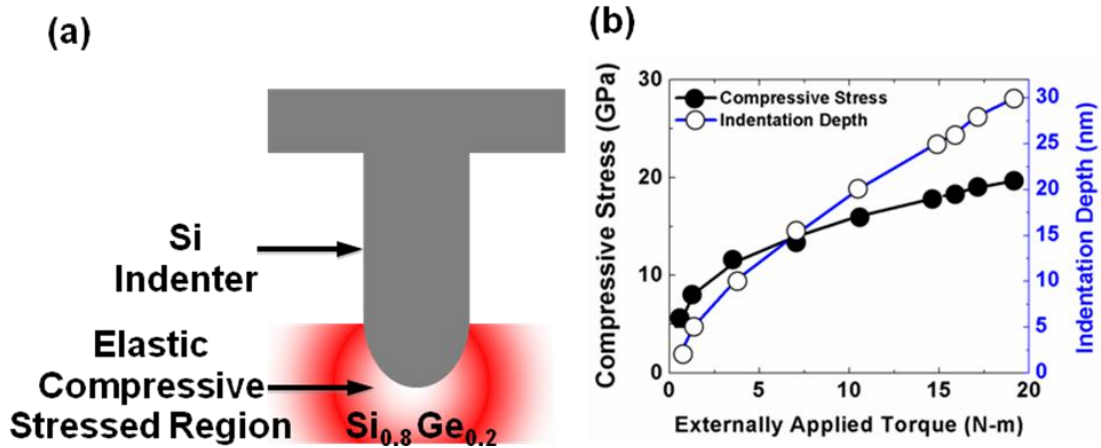 (a)
Si
Indenter
Elastic
Compressive
Stressed Region
Si0.8Ge0.2
(b)
Compressive Stress
Indentation Depth
Compressive Stress (GPa)
30
20
10
0
Indentation Depth (nm)
30
25
20
15
10
5
0
0 5 10 15 20
Externally Applied Torque (N-m)